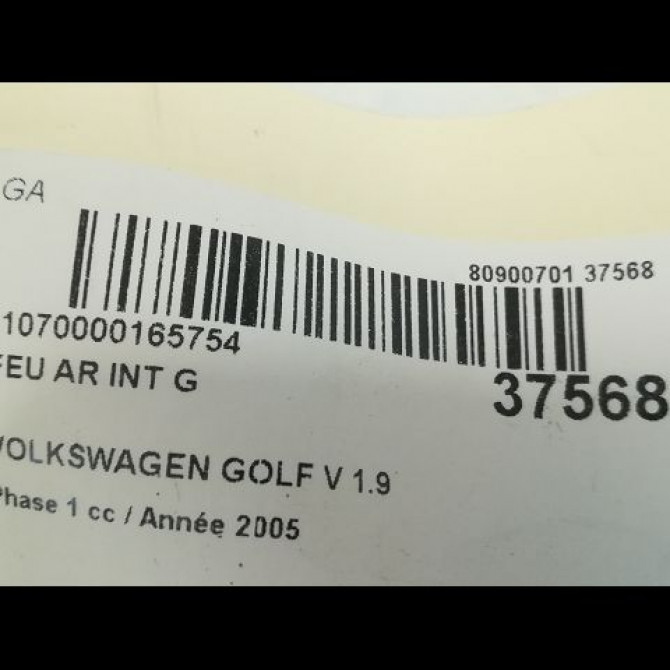 GA
80900701 37568
1070000165754
37568
FEU AR INT G
VOLKSWAGEN GOLF V 1.9
Phase 1 cc / Année 2005